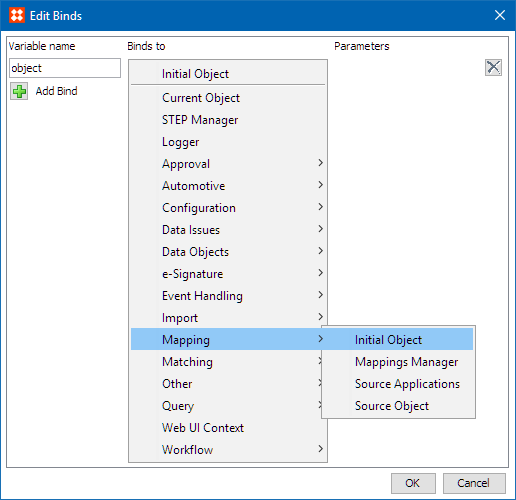 Edit Binds
Variable name
Binds to
Parameters
object
Add Bind
Initial Object
Current Object
STEP Manager
Logger
Approval
Automotive
Configuration
Data Issues
Data Objects
e-Signature
Event Handling
Import
Mapping
Matching
Other
Query
Web UI Context
Workflow
Initial Object
Mappings Manager
Source Applications
Source Object
OK
Cancel